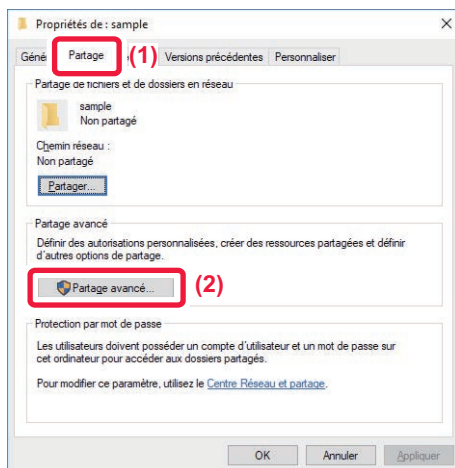 Propriétés de : sample
Géné Partage (1) Versions précédentes Personnaliser
Partage de fichiers et de dossiers en réseau
sample
Non partagé
Chemin réseau :
Non partagé
Partager...
Partage avancé
Définir des autorisations personnalisées, créer des ressources partagées et définir
d'autres options de partage.
Partage avancé... (2)
Protection par mot de passe
Les utilisateurs doivent posséder un compte d'utilisateur et un mot de passe sur
cet ordinateur pour accéder aux dossiers partagés.
Pour modifier ce paramètre, utilisez le Centre Réseau et partage.
OK Annuler Appliquer